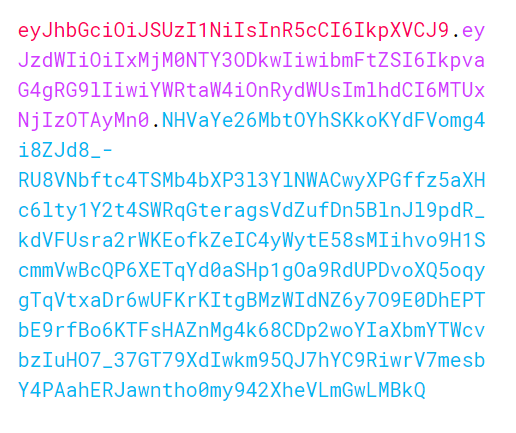 eyJhbGciOiJSUzI1NiIsInR5cCI6IkpXVCJ9.ey
JzdWIiOiIxMjM0NTY3ODkwIiwibmFtZSI6Ikpva
G4gRG9lIiwiYWRtaW4iOnRydWUsImlhdCI6MTUx
NjIzOTAyMn0.NHVaYe26MbtOYhSKkoKYdFVomg4
i8ZJd8_-
RU8VNbftc4TSMb4bXP3l3YlNWACwyXPGffz5aXH
c6lty1Y2t4SWRqGteragsVdZufDn5BlnJl9pdR_
kdVFUsra2rWKEofkZeIC4yWytE58sMIihvo9H1S
cmmVwBcQP6XETqYd0aSHp1gOa9RdUPDvoXQ5oqy
gTqVtxaDr6wUFKrKItgBMzWIdNZ6y7O9E0DhEPT
bE9rfBo6KTFsHAZnMg4k68CDp2woYIaXbmYTWcv
bzIuHO7_37GT79XdIwkm95QJ7hYC9RiwrV7mesb
Y4PAahERJawntho0my942XheVLmGwLMBkQ